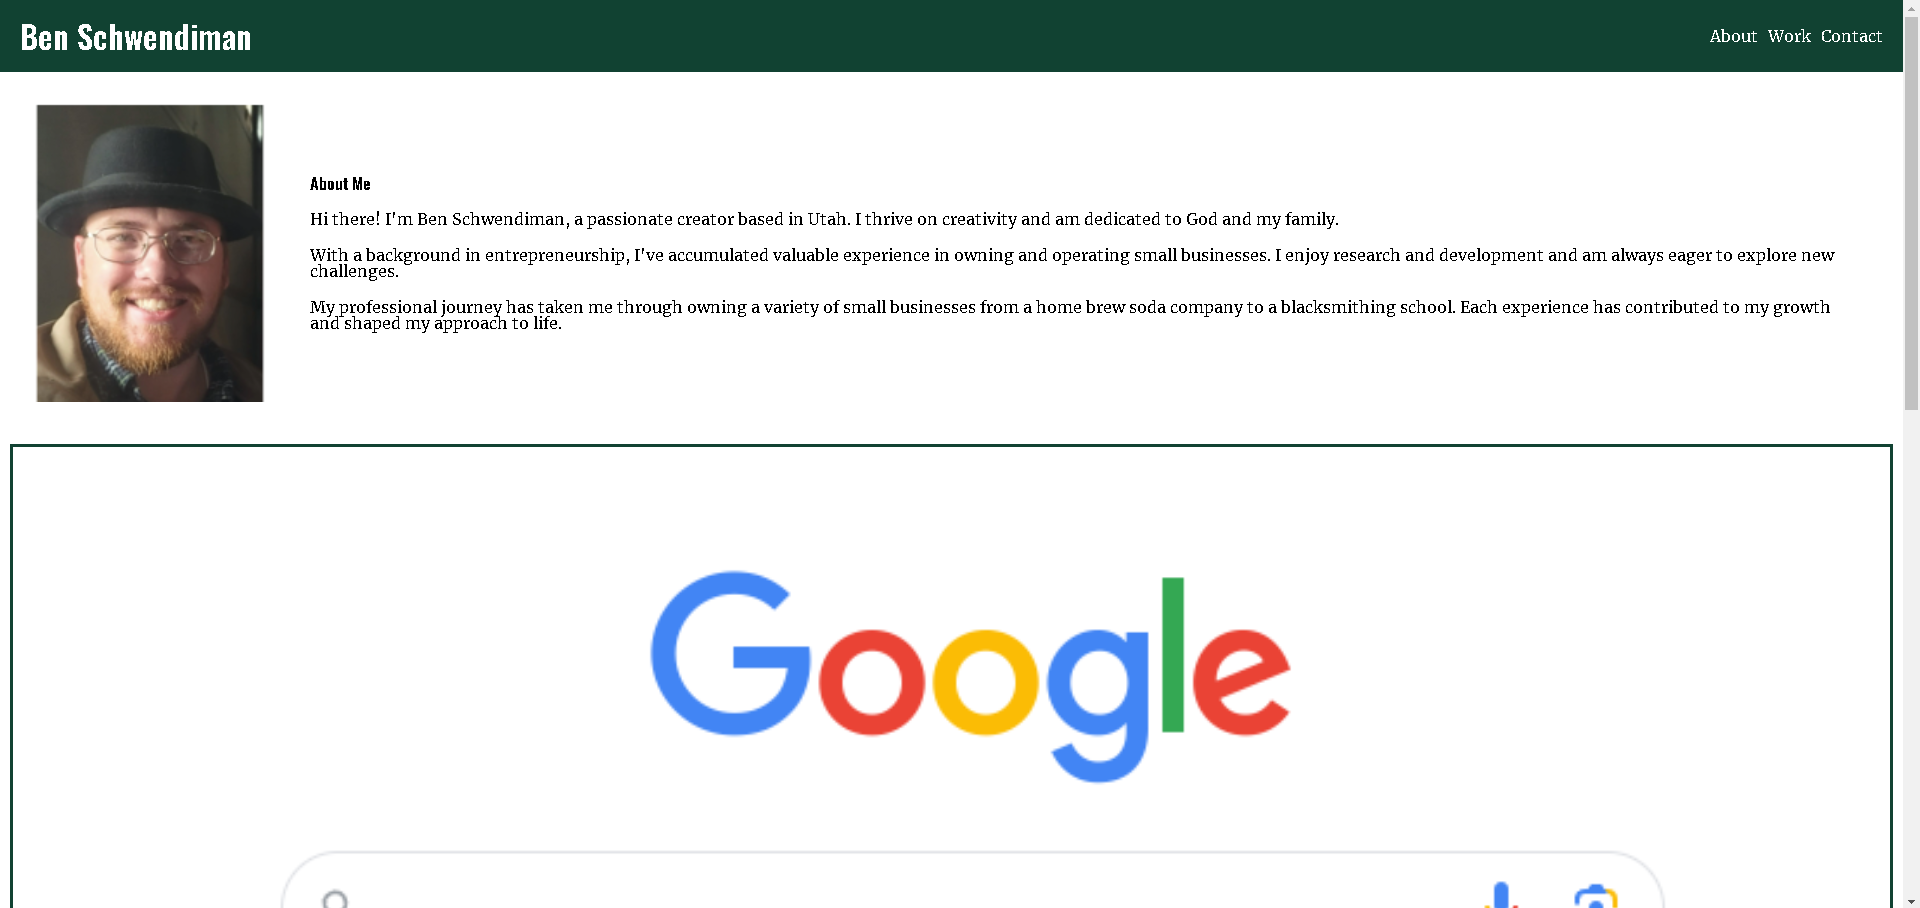 Ben Schwendiman
About Work Contact
About Me
Hi there! I'm Ben Schwendiman, a passionate creator based in Utah. I thrive on creativity and am dedicated to God and my family.
With a background in entrepreneurship, I've accumulated valuable experience in owning and operating small businesses. I enjoy research and development and am always eager to explore new
challenges.
My professional journey has taken me through owning a variety of small businesses from a home brew soda company to a blacksmithing school. Each experience has contributed to my growth
and shaped my approach to life.
Google